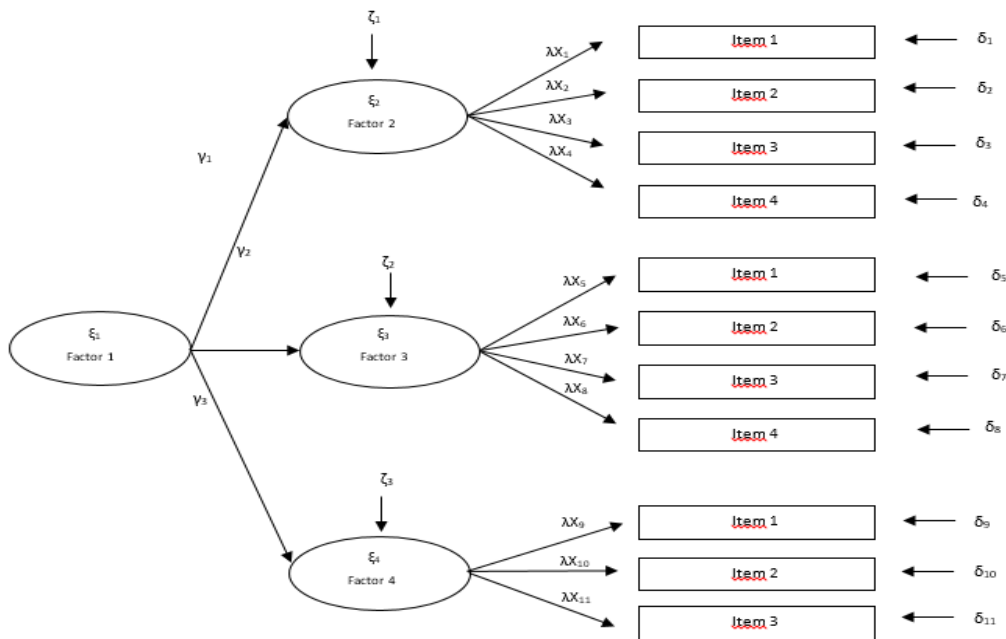 ζ₁
ξ₂
Factor 2
λX₁
λX₂
λX₃
λX₄
Item 1
Item 2
Item 3
Item 4
δ₁
δ₂
δ₃
δ₄
γ₁
γ₂
γ₃
ξ₁
Factor 1
ζ₂
ξ₃
Factor 3
λX₅
λX₆
λX₇
λX₈
Item 1
Item 2
Item 3
Item 4
δ₅
δ₆
δ₇
δ₈
ζ₃
ξ₄
Factor 4
λX₉
λX₁₀
λX₁₁
Item 1
Item 2
Item 3
δ₉
δ₁₀
δ₁₁